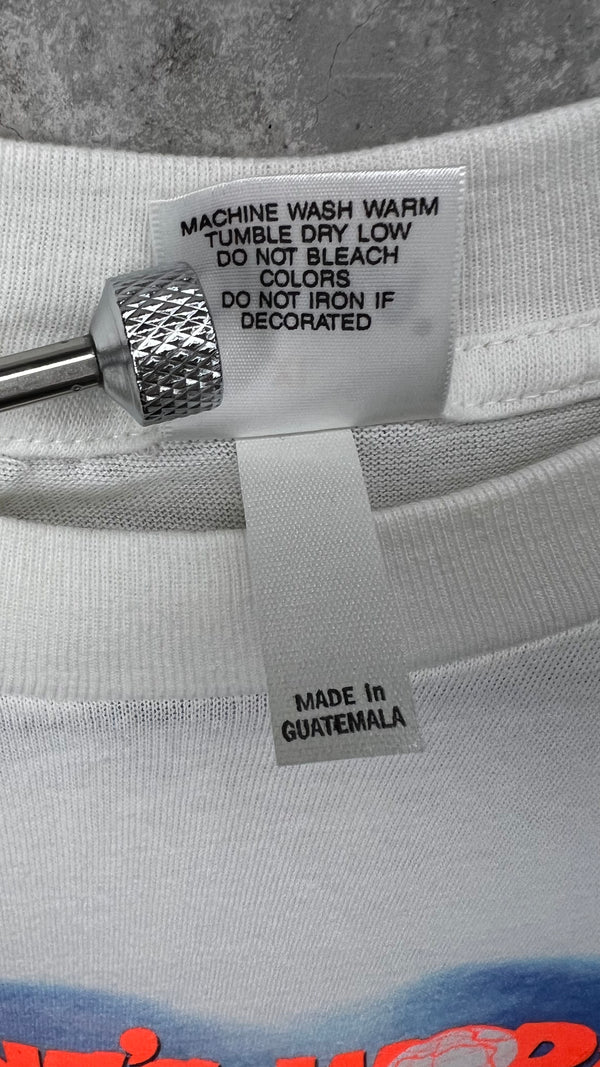 MACHINE WASH WARM
TUMBLE DRY LOW
DO NOT BLEACH
COLORS
DO NOT IRON IF
DECORATED
MADE In
GUATEMALA